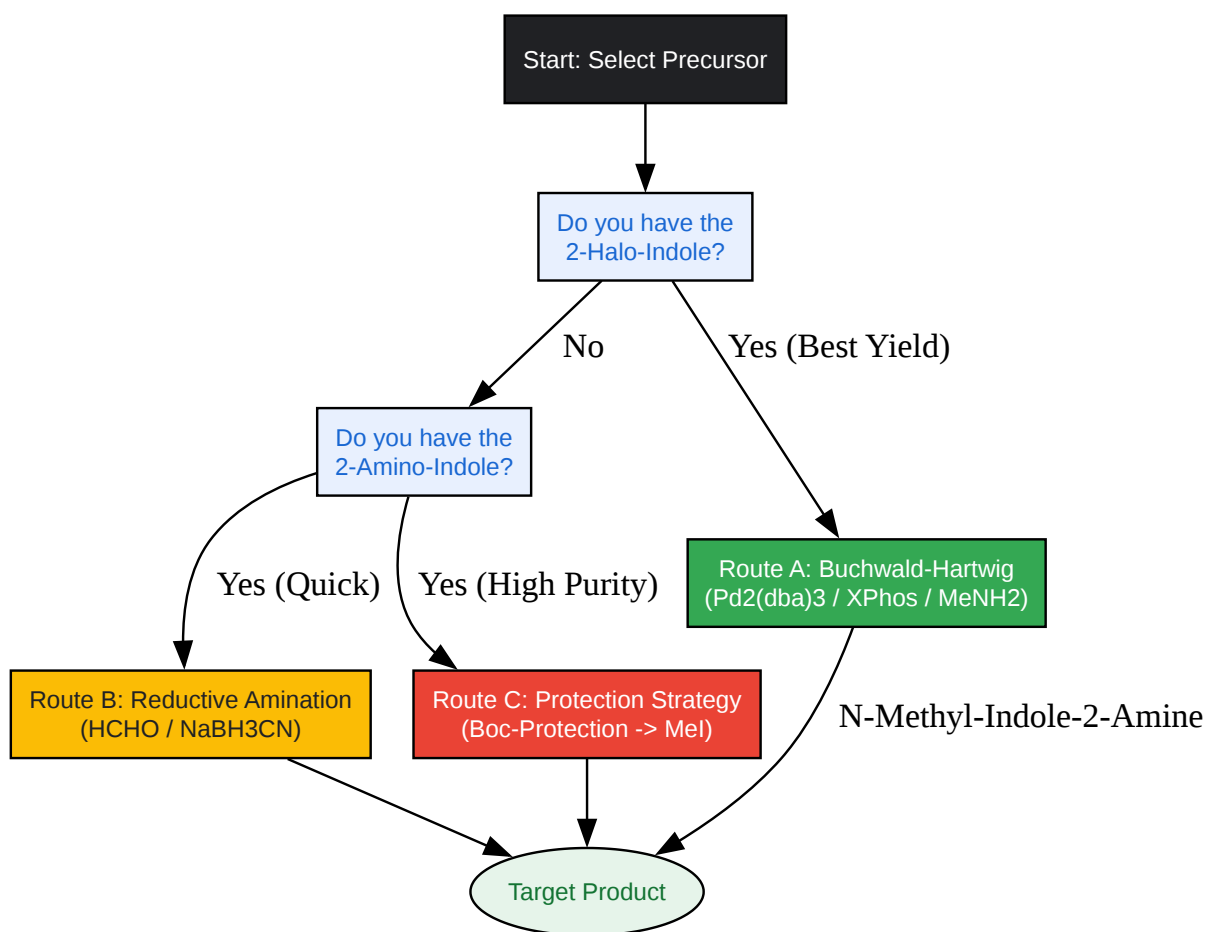 Start: Select Precursor
Do you have the
2-Halo-Indole?
No
Yes (Best Yield)
Do you have the
2-Amino-Indole?
Yes (Quick)
Yes (High Purity)
Route A: Buchwald-Hartwig
(Pd2(dba)3 / XPhos / MeNH2)
Route B: Reductive Amination
(HCHO / NaBH3CN)
Route C: Protection Strategy
(Boc-Protection -> MeI)
N-Methyl-Indole-2-Amine
Target Product